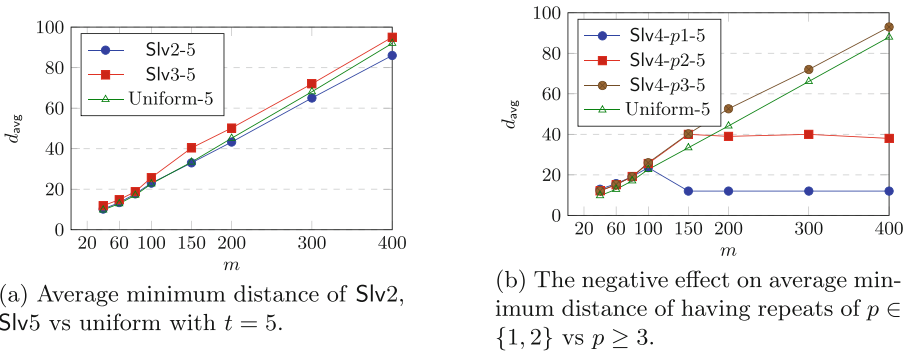 100
80
60
40
20
0
20 60 100 150 200 300 400
d_avg
m
Slv2-5
Slv3-5
Uniform-5
(a) Average minimum distance of Slv2,
Slv5 vs uniform with t = 5.
100
80
60
40
20
0
20 60 100 150 200 300 400
d_avg
m
Slv4-p1-5
Slv4-p2-5
Slv4-p3-5
Uniform-5
(b) The negative effect on average min-
imum distance of having repeats of p ∈
{1, 2} vs p ≥ 3.